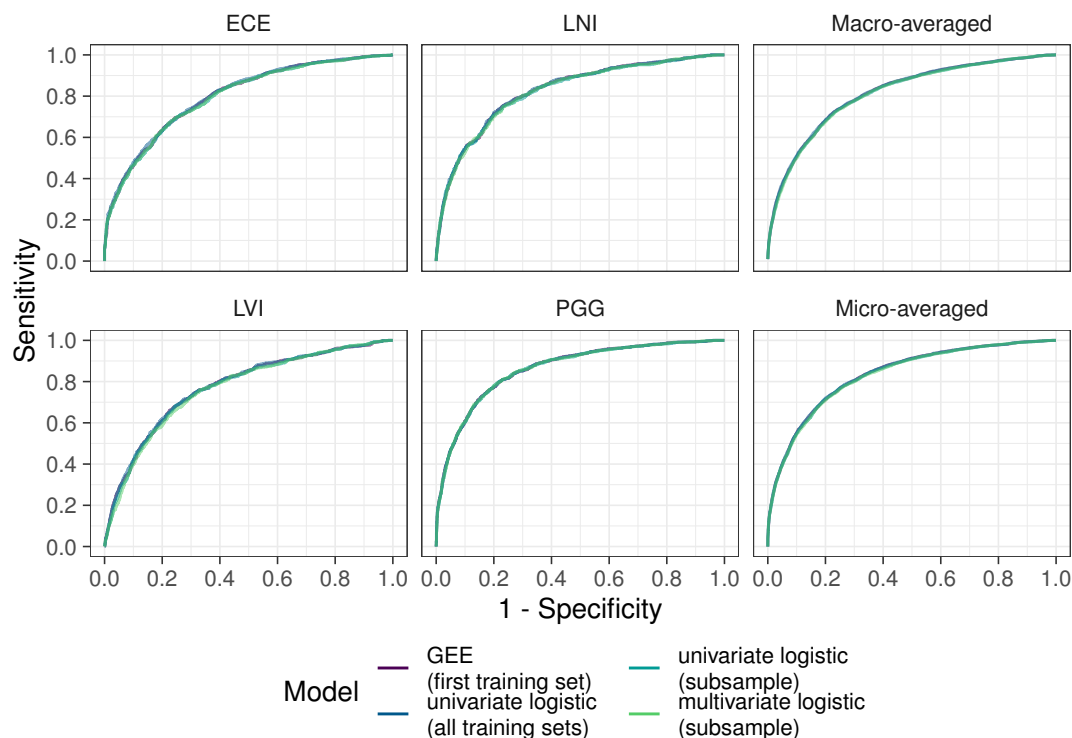 ECE
LNI
Macro-averaged
1.0
0.8
0.6
0.4
0.2
0.0
LVI
PGG
Micro-averaged
1.0
0.8
0.6
0.4
0.2
0.0
Sensitivity
0.0 0.2 0.4 0.6 0.8 1.0
0.0 0.2 0.4 0.6 0.8 1.0
0.0 0.2 0.4 0.6 0.8 1.0
1 - Specificity
Model
GEE
(first training set)
univariate logistic
(all training sets)
univariate logistic
(subsample)
multivariate logistic
(subsample)